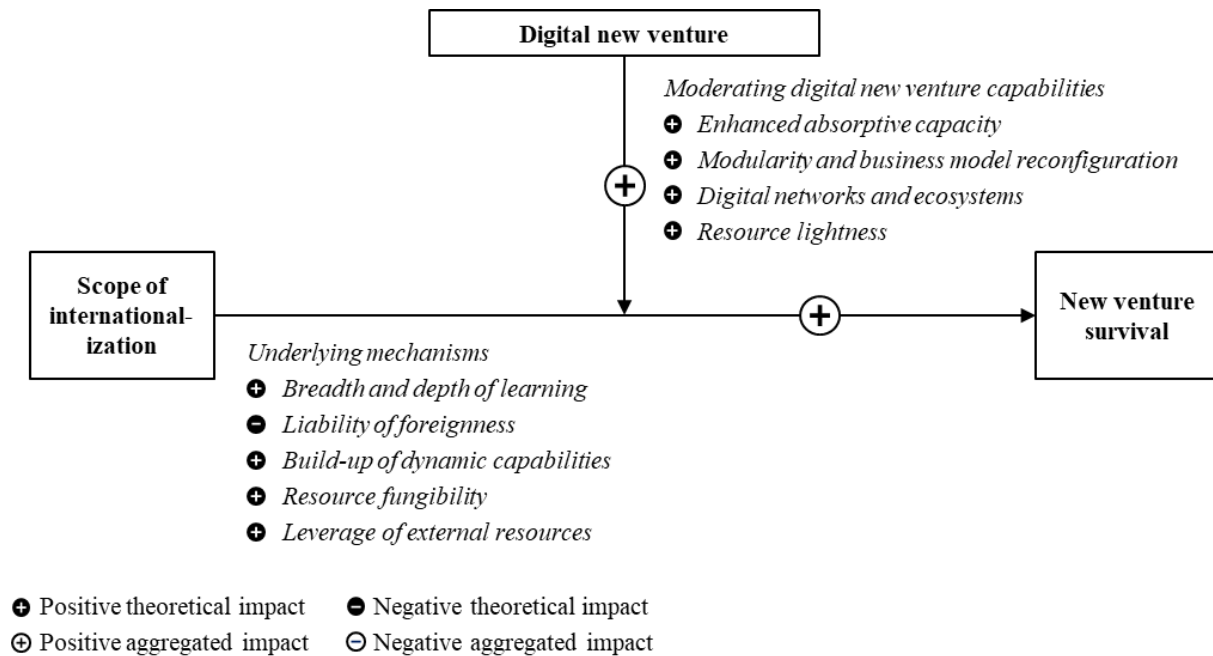 Digital new venture
Moderating digital new venture capabilities
+ Enhanced absorptive capacity
+ Modularity and business model reconfiguration
+ Digital networks and ecosystems
+ Resource lightness
+
Scope of
international-
ization
+
New venture
survival
Underlying mechanisms
+ Breadth and depth of learning
- Liability of foreignness
+ Build-up of dynamic capabilities
+ Resource fungibility
+ Leverage of external resources
+ Positive theoretical impact - Negative theoretical impact
+ Positive aggregated impact - Negative aggregated impact